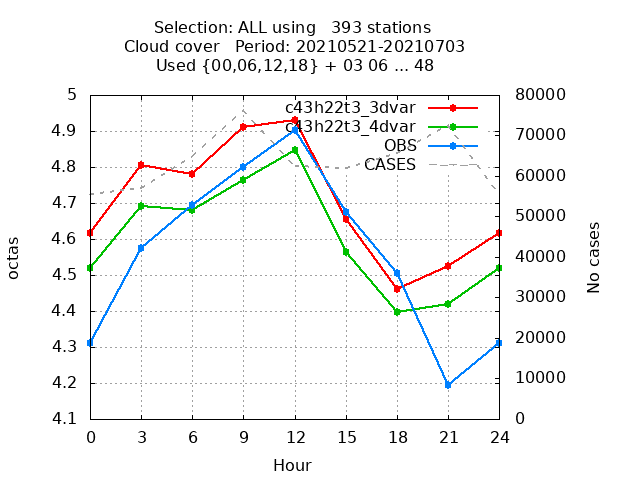 Selection: ALL using   393 stations
Cloud cover   Period: 20210521-20210703
Used {00,06,12,18} + 03 06 ... 48
5
4.9
4.8
4.7
4.6
4.5
4.4
4.3
4.2
4.1
octas
c43h22t3_3dvar
c43h22t3_4dvar
OBS
CASES
80000
70000
60000
50000
40000
30000
20000
10000
0
No cases
0 3 6 9 12 15 18 21 24
Hour